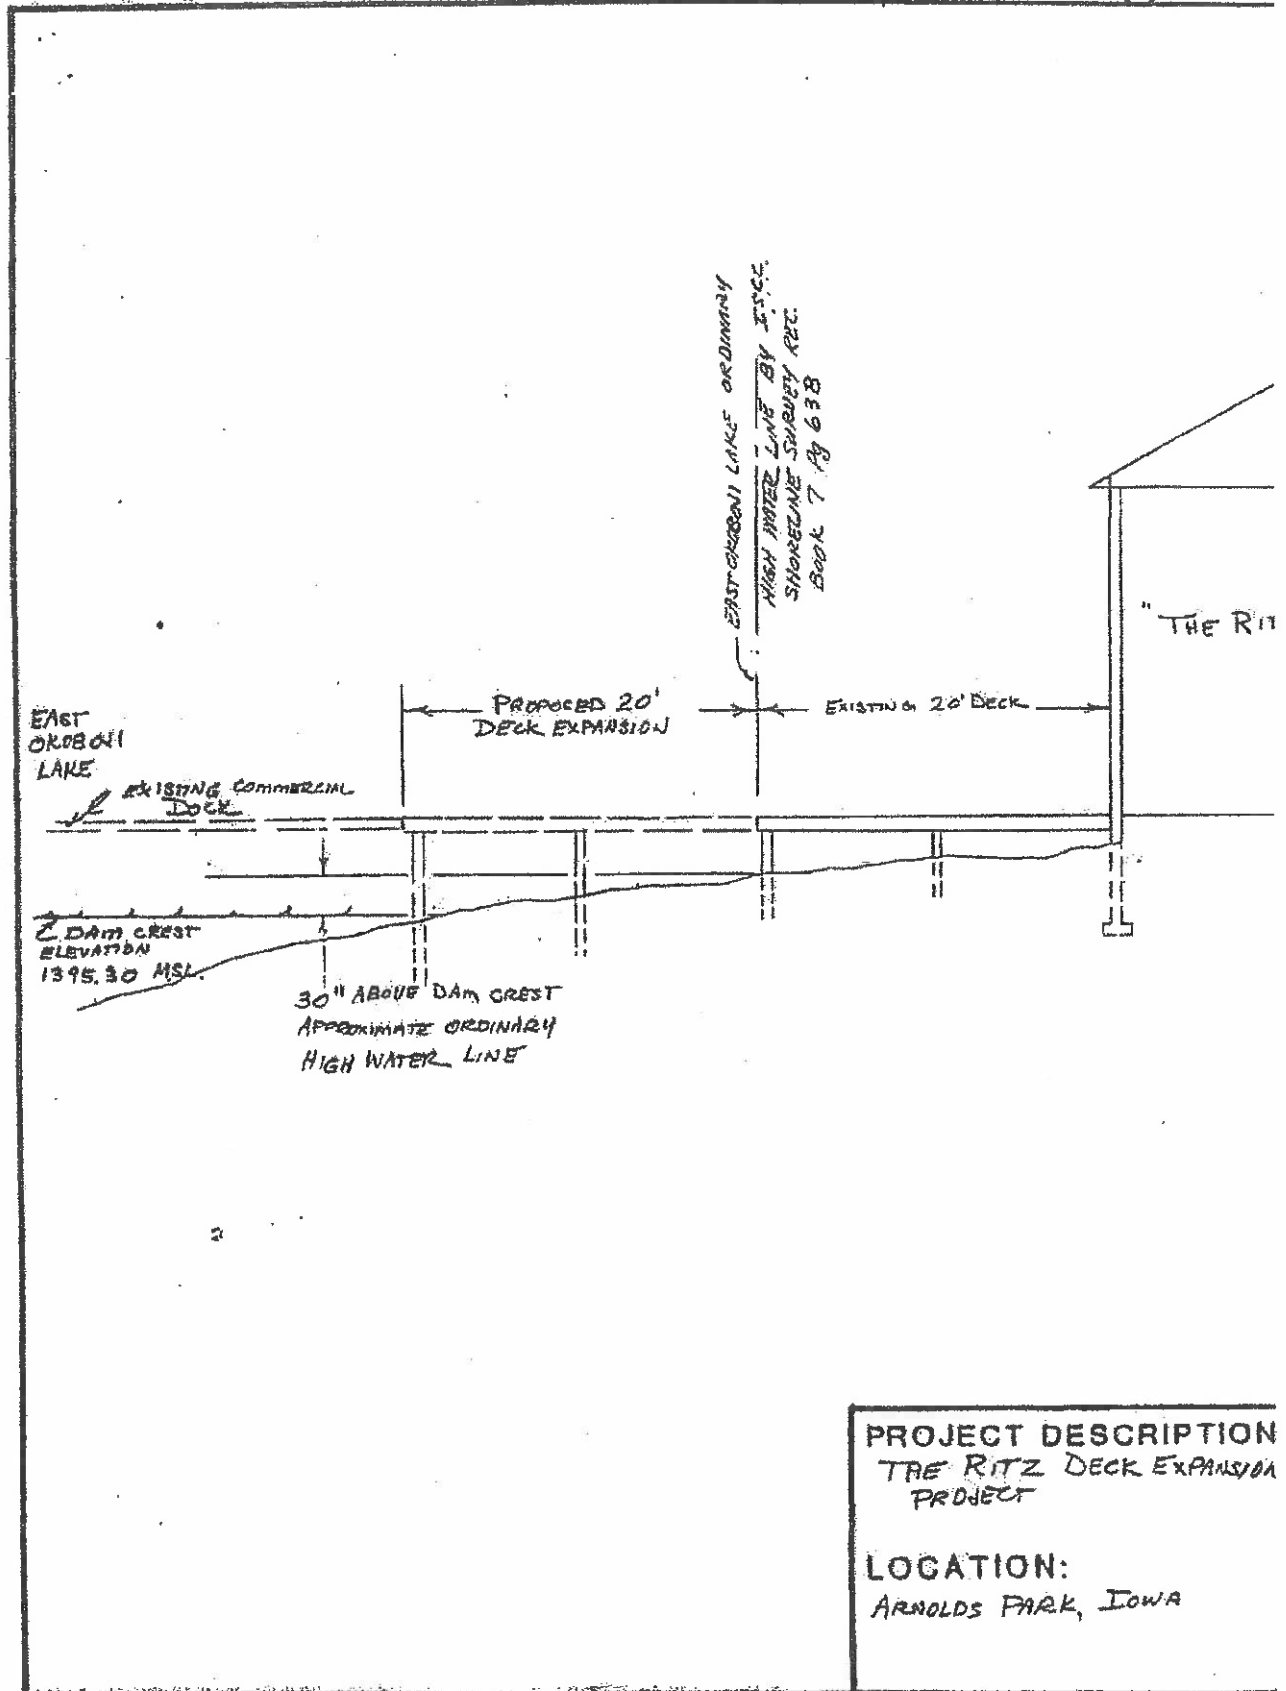 EAST OKOBOJI LAKE ORDINARY
HIGH WATER LINE BY
SHORELINE SURVEY REC.
BOOK 7 Pg 638
"THE RIT
PROPOSED 20'
DECK EXPANSION
EXISTING 20' DECK
EAST
OKOBOJI
LAKE
EXISTING COMMERCIAL
DOCK
DAM CREST
ELEVATION
1395.30 MSL.
30" ABOVE DAM CREST
APPROXIMATE ORDINARY
HIGH WATER LINE
PROJECT DESCRIPTION
THE RITZ DECK EXPANSION
PROJECT
LOCATION:
ARNOLDS PARK, IOWA